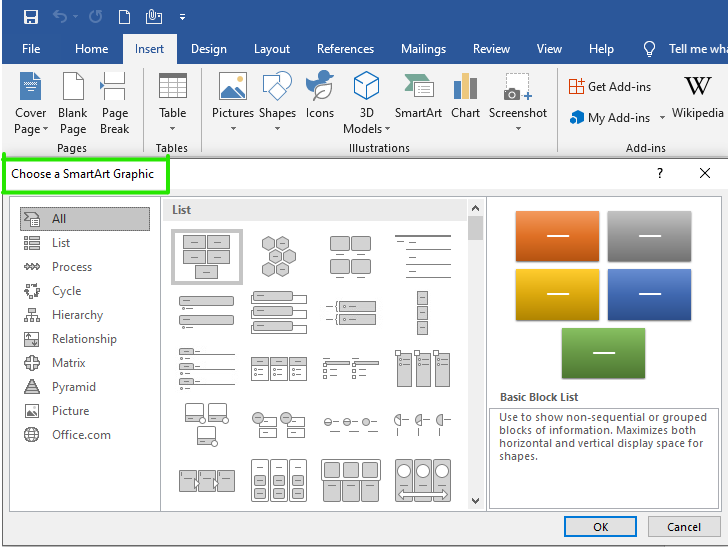 File Home Insert Design Layout References Mailings Review View Help Tell me wha
Cover Page
Blank Page
Page Break
Table
Pictures
Shapes
Icons
3D Models
SmartArt
Chart
Screenshot
Get Add-ins
My Add-ins
W
Wikipedia
Pages Tables Illustrations Add-ins
Choose a SmartArt Graphic ?
All
List
Process
Cycle
Hierarchy
Relationship
Matrix
Pyramid
Picture
Office.com
List
Basic Block List
Use to show non-sequential or grouped
blocks of information. Maximizes both
horizontal and vertical display space for
shapes.
OK Cancel